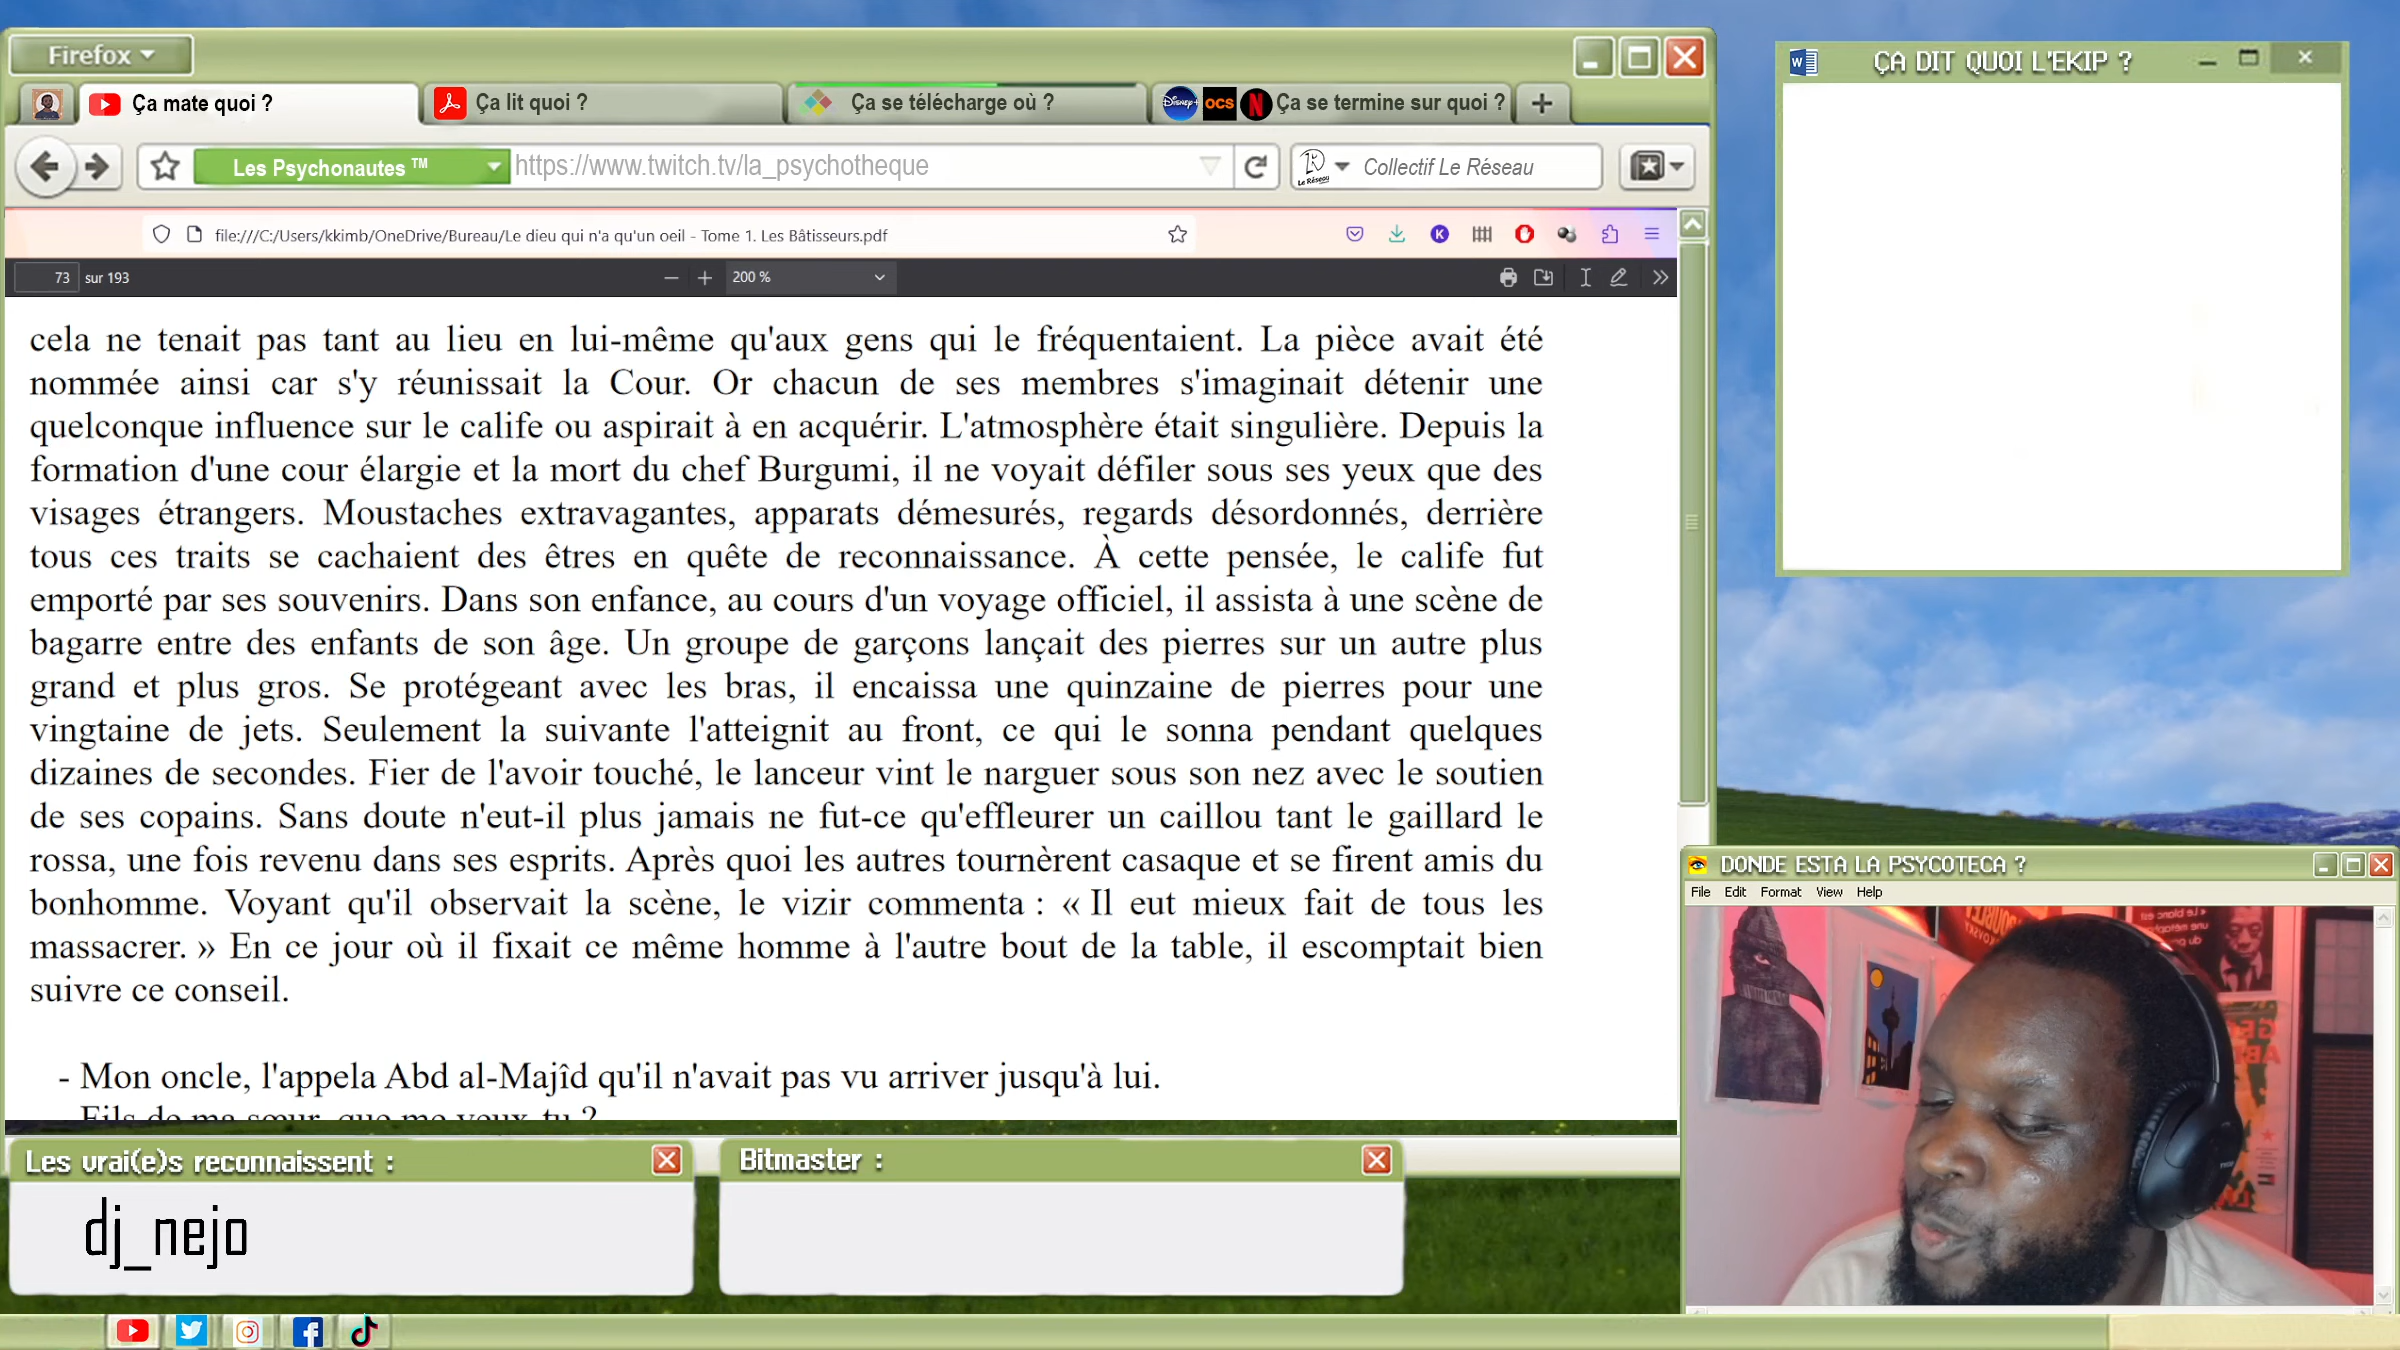 Firefox
Ça mate quoi ?
Ça lit quoi ?
Ça se télécharge où ?
Disney+ OCS N Ça se termine sur quoi ?
Les Psychonautes ™
https://www.twitch.tv/la_psychotheque
Le Réseau
Collectif Le Réseau
file:///C:/Users/kkimb/OneDrive/Bureau/Le dieu qui n'a qu'un oeil - Tome 1. Les Bâtisseurs.pdf
73 sur 193
200 %
cela ne tenait pas tant au lieu en lui-même qu'aux gens qui le fréquentaient. La pièce avait été
nommée ainsi car s'y réunissait la Cour. Or chacun de ses membres s'imaginait détenir une
quelconque influence sur le calife ou aspirait à en acquérir. L'atmosphère était singulière. Depuis la
formation d'une cour élargie et la mort du chef Burgumi, il ne voyait défiler sous ses yeux que des
visages étrangers. Moustaches extravagantes, apparats démesurés, regards désordonnés, derrière
tous ces traits se cachaient des êtres en quête de reconnaissance. À cette pensée, le calife fut
emporté par ses souvenirs. Dans son enfance, au cours d'un voyage officiel, il assista à une scène de
bagarre entre des enfants de son âge. Un groupe de garçons lançait des pierres sur un autre plus
grand et plus gros. Se protégeant avec les bras, il encaissa une quinzaine de pierres pour une
vingtaine de jets. Seulement la suivante l'atteignit au front, ce qui le sonna pendant quelques
dizaines de secondes. Fier de l'avoir touché, le lanceur vint le narguer sous son nez avec le soutien
de ses copains. Sans doute n'eut-il plus jamais ne fut-ce qu'effleurer un caillou tant le gaillard le
rossa, une fois revenu dans ses esprits. Après quoi les autres tournèrent casaque et se firent amis du
bonhomme. Voyant qu'il observait la scène, le vizir commenta : « Il eut mieux fait de tous les
massacrer. » En ce jour où il fixait ce même homme à l'autre bout de la table, il escomptait bien
suivre ce conseil.
- Mon oncle, l'appela Abd al-Majîd qu'il n'avait pas vu arriver jusqu'à lui.
- Fils de ma sœur, que me veux-tu ?
Les vrai(e)s reconnaissent :
dj_nejo
Bitmaster :
ÇA DIT QUOI L'EKIP ?
DONDE ESTA LA PSYCOTECA ?
File Edit Format View Help